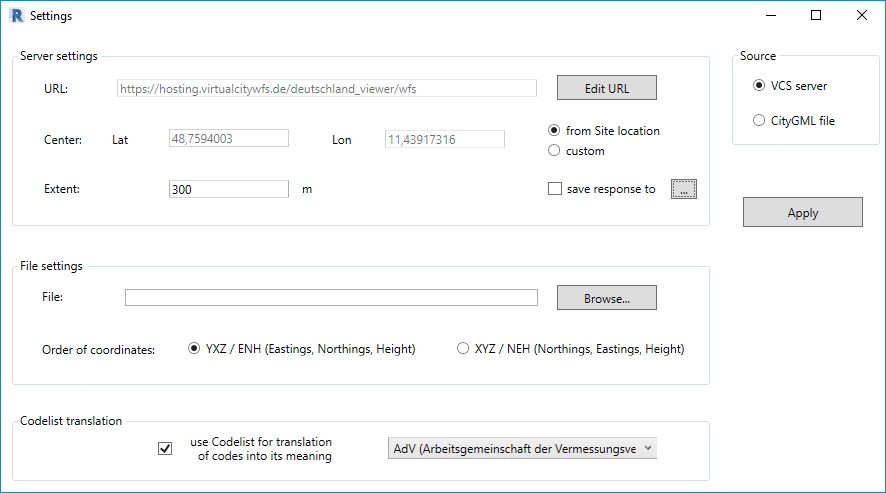 Settings
Server settings
URL: https://hosting.virtualcitywfs.de/deutschland_viewer/wfs Edit URL
Center: Lat 48,7594003 Lon 11,43917316 from Site location
custom
Extent: 300 m save response to ...
Source
VCS server
CityGML file
Apply
File settings
File: Browse...
Order of coordinates: YXZ / ENH (Eastings, Northings, Height) XYZ / NEH (Northings, Eastings, Height)
Codelist translation
use Codelist for translation
of codes into its meaning
AdV (Arbeitsgemeinschaft der Vermessungsve